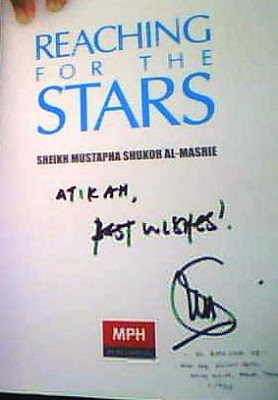 REACHING
FOR THE
STARS
SHEIKH MUSTAPHA SHUKOR AL-MASRIE
ATIKAH,
BEST WISHES!
MPH